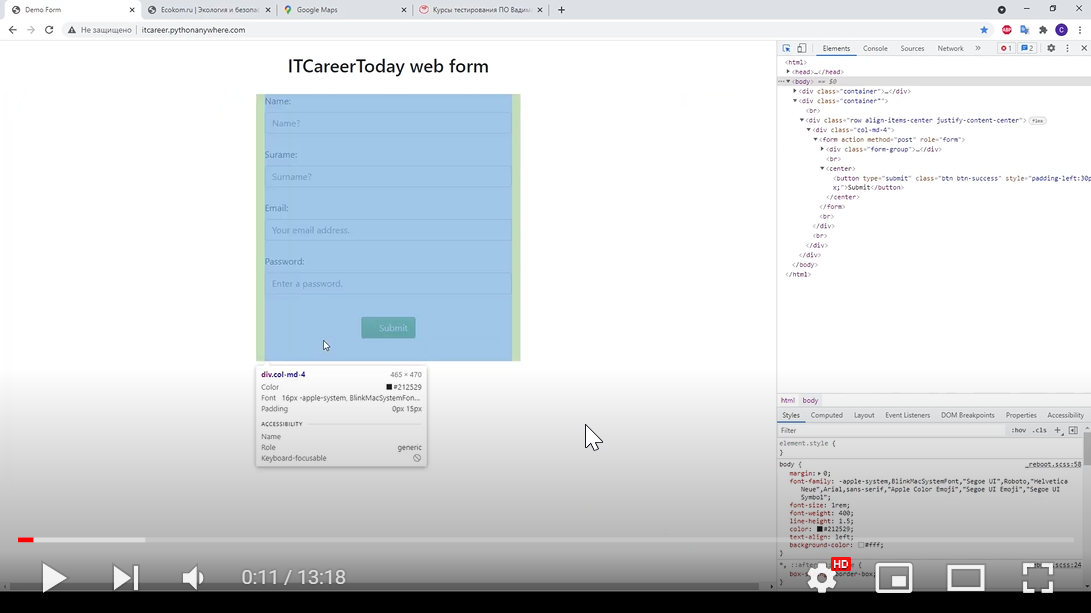 Demo Form
Ecokom.ru | Экология и безопас
Google Maps
Курсы тестирования ПО Вадим
Не защищено
itcareer.pythonanywhere.com
ABP
C
ITCareerToday web form
Name:
Name?
Surame:
Surname?
Email:
Your email address.
Password:
Enter a password.
Submit
div.col-md-4 465 × 470
Color #212529
Font 16px -apple-system, BlinkMacSystemFon...
Padding 0px 15px
ACCESSIBILITY
Name
Role generic
Keyboard-focusable
Elements Console Sources Network » 1 2
<html>
<head>…</head>
<body> == $0
<div class="container">…</div>
<div class="container"">
<br>
<div class="row align-items-center justify-content-center"> flex
<div class="col-md-4">
<form action method="post" role="form">
<div class="form-group">…</div>
<br>
<center>
<button type="submit" class="btn btn-success" style="padding-left:30p
x;">Submit</button>
</center>
</form>
<br>
</div>
<br>
</div>
</div>
</body>
</html>
html body
Styles Computed Layout Event Listeners DOM Breakpoints Properties Accessibility
Filter :hov .cls +
element.style {
}
body { _reboot.scss:58
margin: 0;
font-family: -apple-system,BlinkMacSystemFont,"Segoe UI",Roboto,"Helvetica
Neue",Arial,sans-serif,"Apple Color Emoji","Segoe UI Emoji","Segoe UI
Symbol";
font-size: 1rem;
font-weight: 400;
line-height: 1.5;
color: #212529;
text-align: left;
background-color: #fff;
}
HD
0:11 / 13:18